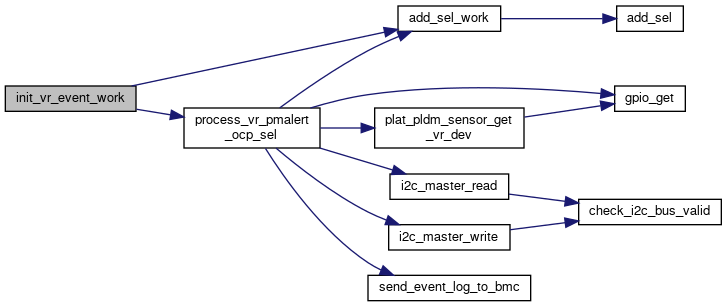 add_sel_work
add_sel
init_vr_event_work
gpio_get
process_vr_pmalert
_ocp_sel
plat_pldm_sensor_get
_vr_dev
i2c_master_read
check_i2c_bus_valid
i2c_master_write
send_event_log_to_bmc